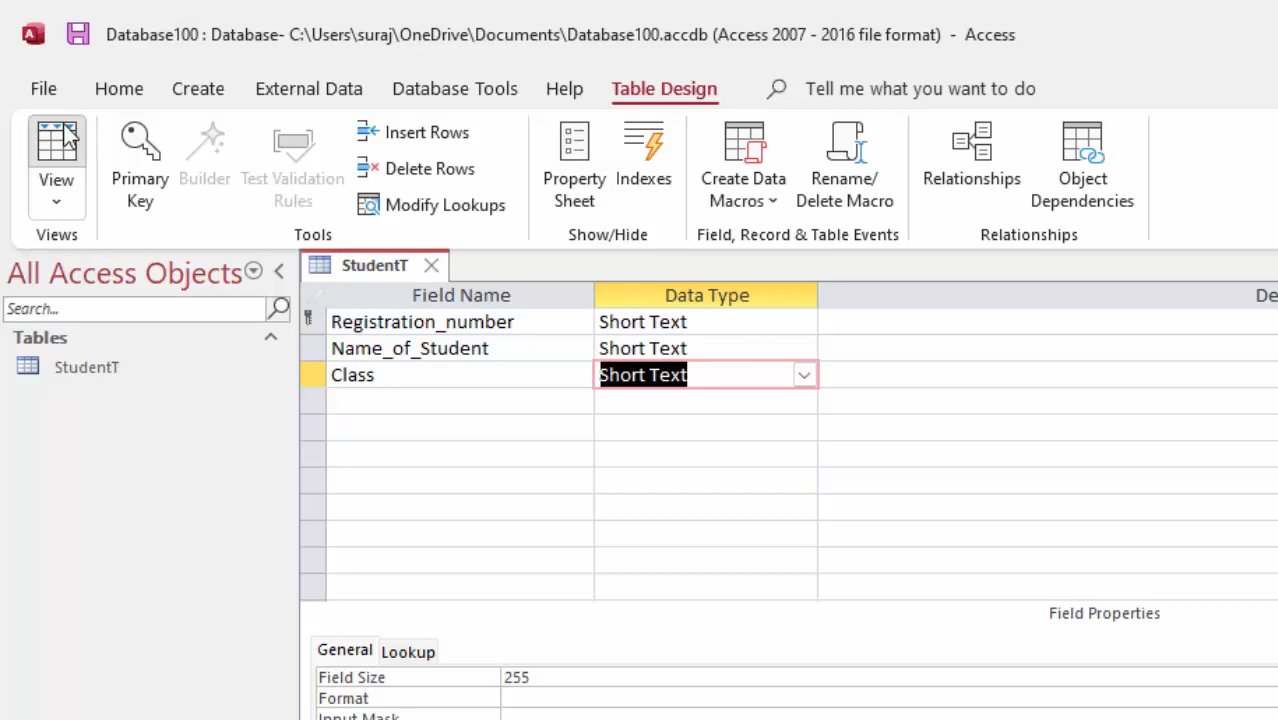 Database100 : Database- C:\Users\suraj\OneDrive\Documents\Database100.accdb (Access 2007 - 2016 file format) - Access
File Home Create External Data Database Tools Help Table Design Tell me what you want to do
View
Primary Key
Builder
Test Validation Rules
Insert Rows
Delete Rows
Modify Lookups
Property Sheet
Indexes
Create Data Macros
Rename/ Delete Macro
Relationships
Object Dependencies
Views Tools Show/Hide Field, Record & Table Events Relationships
All Access Objects
Search...
Tables
StudentT
StudentT
Field Name Data Type De
Registration_number Short Text
Name_of_Student Short Text
Class Short Text
Field Properties
General Lookup
Field Size 255
Format
Input Mask